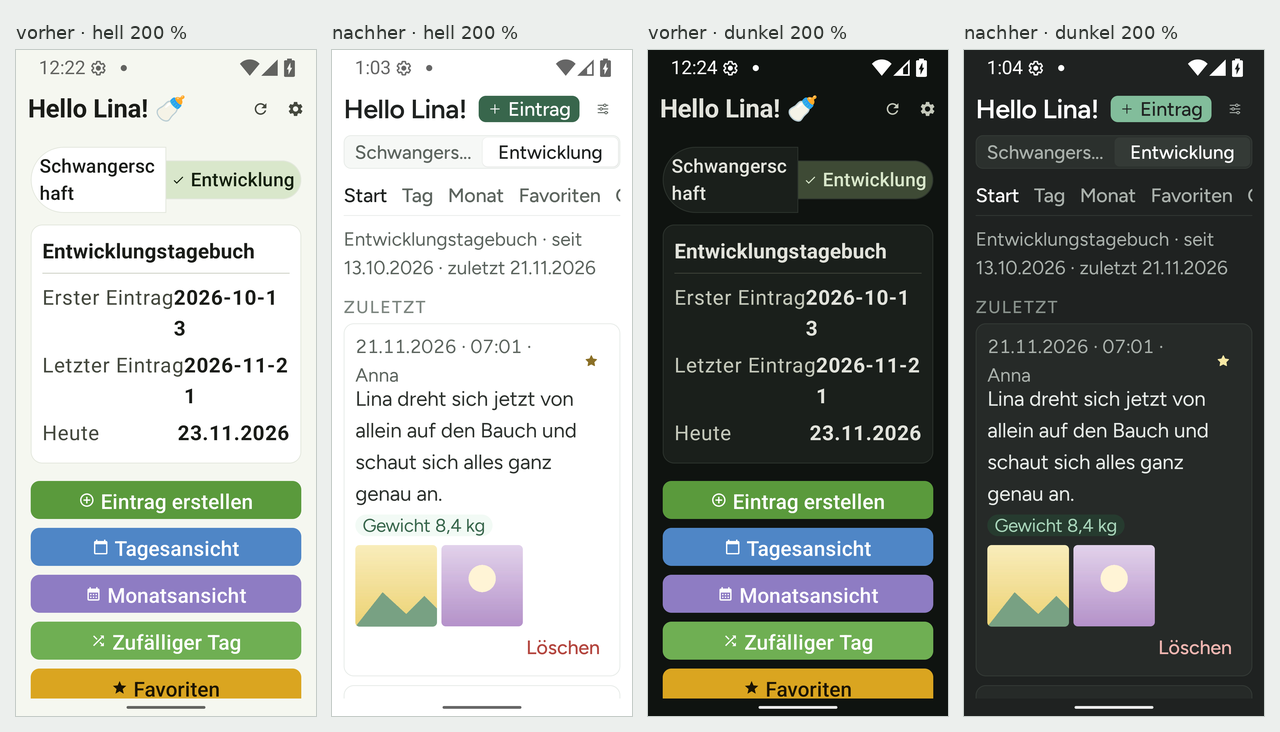 vorher · hell 200 %
12:22
Hello Lina!
Schwangersc
haft
Entwicklung
Entwicklungstagebuch
Erster Eintrag 2026-10-1
3
Letzter Eintrag 2026-11-2
1
Heute 23.11.2026
Eintrag erstellen
Tagesansicht
Monatsansicht
Zufälliger Tag
Favoriten
nachher · hell 200 %
1:03
Hello Lina! + Eintrag
Schwangers... Entwicklung
Start Tag Monat Favoriten
Entwicklungstagebuch · seit
13.10.2026 · zuletzt 21.11.2026
ZULETZT
21.11.2026 · 07:01 ·
Anna
Lina dreht sich jetzt von
allein auf den Bauch und
schaut sich alles ganz
genau an.
Gewicht 8,4 kg
Löschen
vorher · dunkel 200 %
12:24
Hello Lina!
Schwangersc
haft
Entwicklung
Entwicklungstagebuch
Erster Eintrag 2026-10-1
3
Letzter Eintrag 2026-11-2
1
Heute 23.11.2026
Eintrag erstellen
Tagesansicht
Monatsansicht
Zufälliger Tag
Favoriten
nachher · dunkel 200 %
1:04
Hello Lina! + Eintrag
Schwangers... Entwicklung
Start Tag Monat Favoriten
Entwicklungstagebuch · seit
13.10.2026 · zuletzt 21.11.2026
ZULETZT
21.11.2026 · 07:01 ·
Anna
Lina dreht sich jetzt von
allein auf den Bauch und
schaut sich alles ganz
genau an.
Gewicht 8,4 kg
Löschen